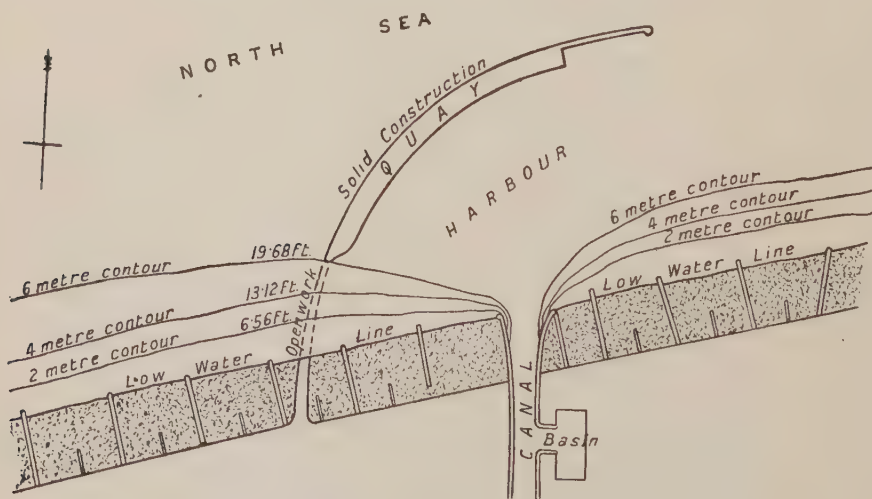 NORTH SEA
Solid Construction
QUAY
HARBOUR
6 metre contour
4 metre contour
2 metre contour
Low Water Line
6 metre contour 19·68 Ft.
4 metre contour 13·12 Ft.
2 metre contour 6·56 Ft.
Openwork
Low Water Line
CANAL
Basin